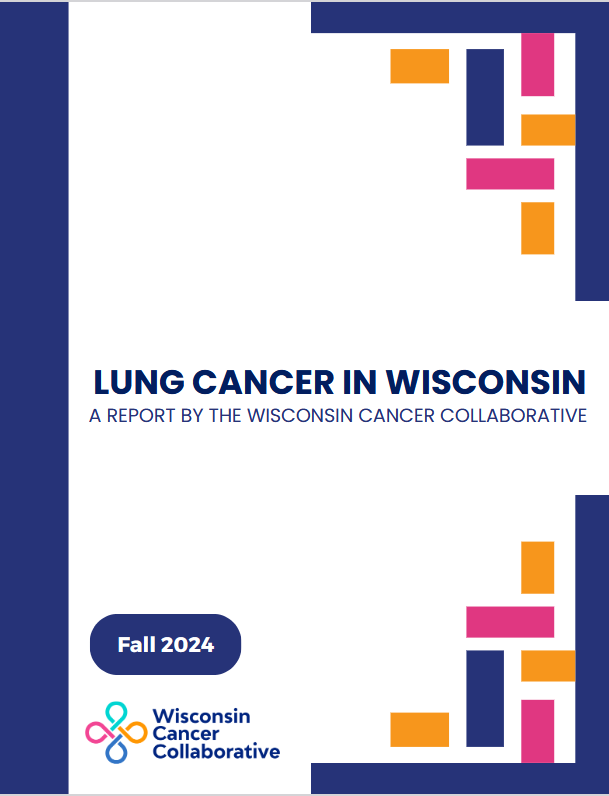 LUNG CANCER IN WISCONSIN
A REPORT BY THE WISCONSIN CANCER COLLABORATIVE
Fall 2024
Wisconsin
Cancer
Collaborative